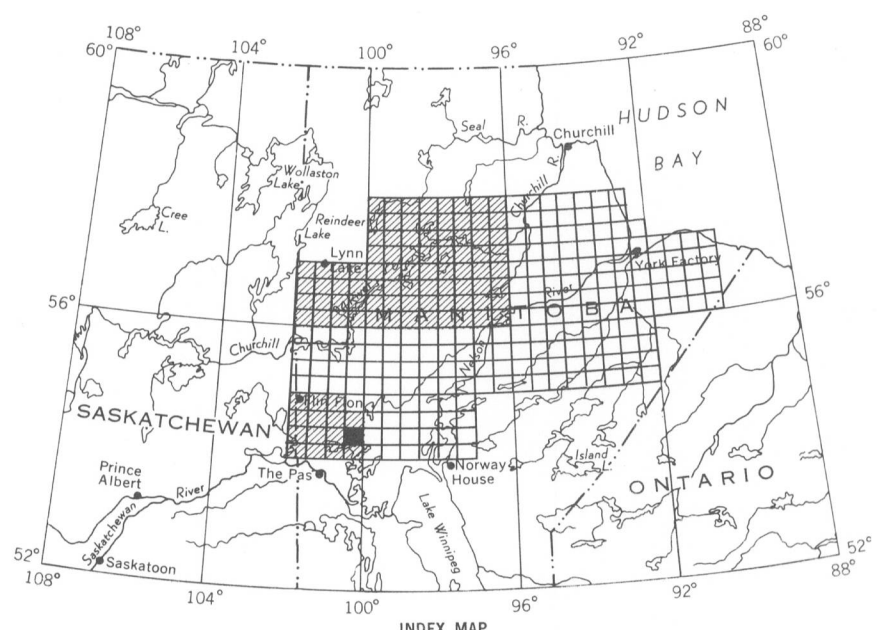 108°
60°
104°
100°
96°
92°
88°
60°
HUDSON
BAY
Seal R.
Churchill
Churchill R.
Wollaston
Lake
Cree
L.
Reindeer
Lake
Lynn
Lake
York Factory
River
56°
MANITOBA
56°
Churchill
Nelson
Flin Flon
SASKATCHEWAN
Prince
Albert
River
The Pas
Norway
House
Island
L.
ONTARIO
Saskatchewan
Lake Winnipeg
Saskatoon
52°
108°
104°
100°
96°
92°
52°
88°
INDEX MAP